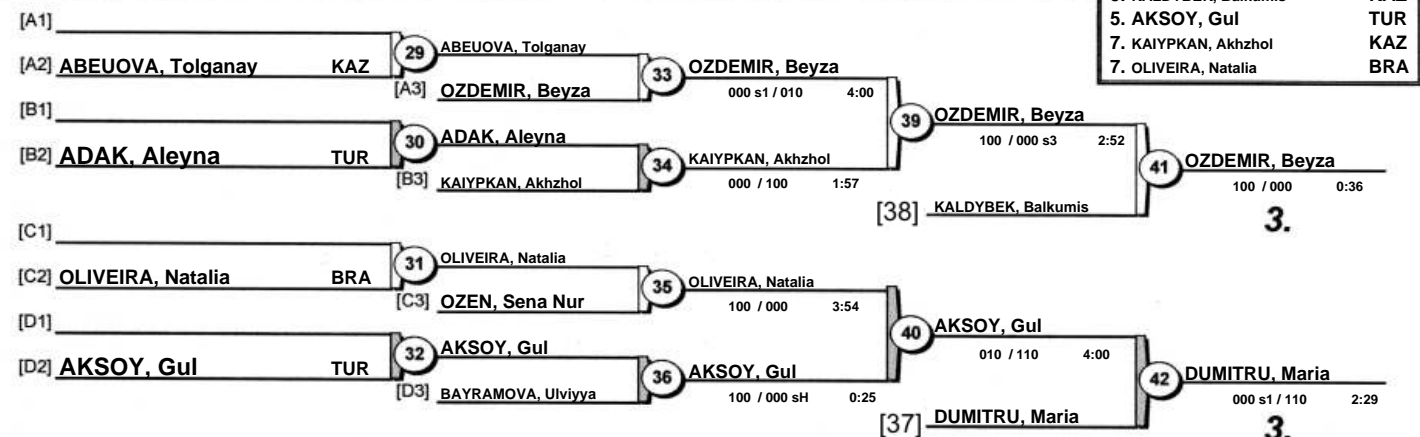 5. KALDYBEK, Balkumis KAZ
5. AKSOY, Gul TUR
7. KAIYPKAN, Akhzhol KAZ
7. OLIVEIRA, Natalia BRA
[A1]
[A2] ABEUOVA, Tolganay KAZ
29
ABEUOVA, Tolganay
[A3] OZDEMIR, Beyza
33
OZDEMIR, Beyza
000 s1 / 010 4:00
[B1]
[B2] ADAK, Aleyna TUR
30
ADAK, Aleyna
[B3] KAIYPKAN, Akhzhol
34
KAIYPKAN, Akhzhol
000 / 100 1:57
39
OZDEMIR, Beyza
100 / 000 s3 2:52
[38] KALDYBEK, Balkumis
41
OZDEMIR, Beyza
100 / 000 0:36
3.
[C1]
[C2] OLIVEIRA, Natalia BRA
31
OLIVEIRA, Natalia
[C3] OZEN, Sena Nur
35
OLIVEIRA, Natalia
100 / 000 3:54
[D1]
[D2] AKSOY, Gul TUR
32
AKSOY, Gul
[D3] BAYRAMOVA, Ulviyya
36
AKSOY, Gul
100 / 000 sH 0:25
40
AKSOY, Gul
010 / 110 4:00
[37] DUMITRU, Maria
42
DUMITRU, Maria
000 s1 / 110 2:29
3.